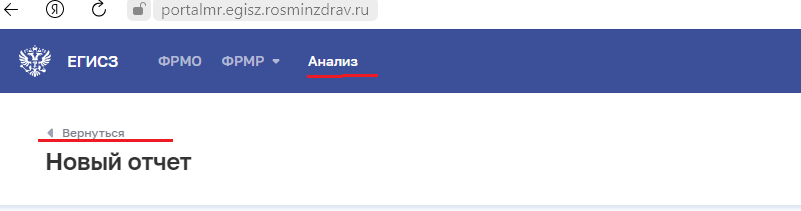 Я portalmr.egisz.rosminzdrav.ru
ЕГИСЗ ФРМО ФРМР Анализ
Вернуться
Новый отчет